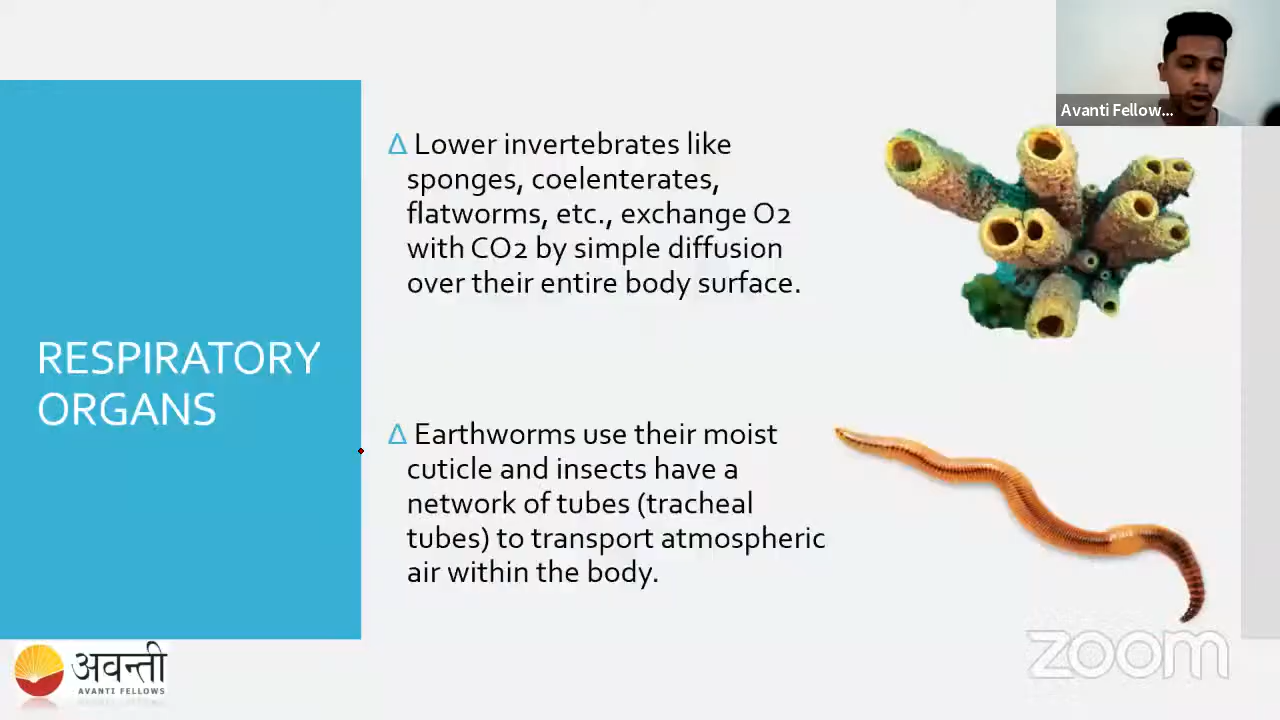 Avanti Fellow...
RESPIRATORY
ORGANS
Δ Lower invertebrates like
sponges, coelenterates,
flatworms, etc., exchange O2
with CO2 by simple diffusion
over their entire body surface.
Δ Earthworms use their moist
cuticle and insects have a
network of tubes (tracheal
tubes) to transport atmospheric
air within the body.
अवन्ती
AVANTI FELLOWS
zoom